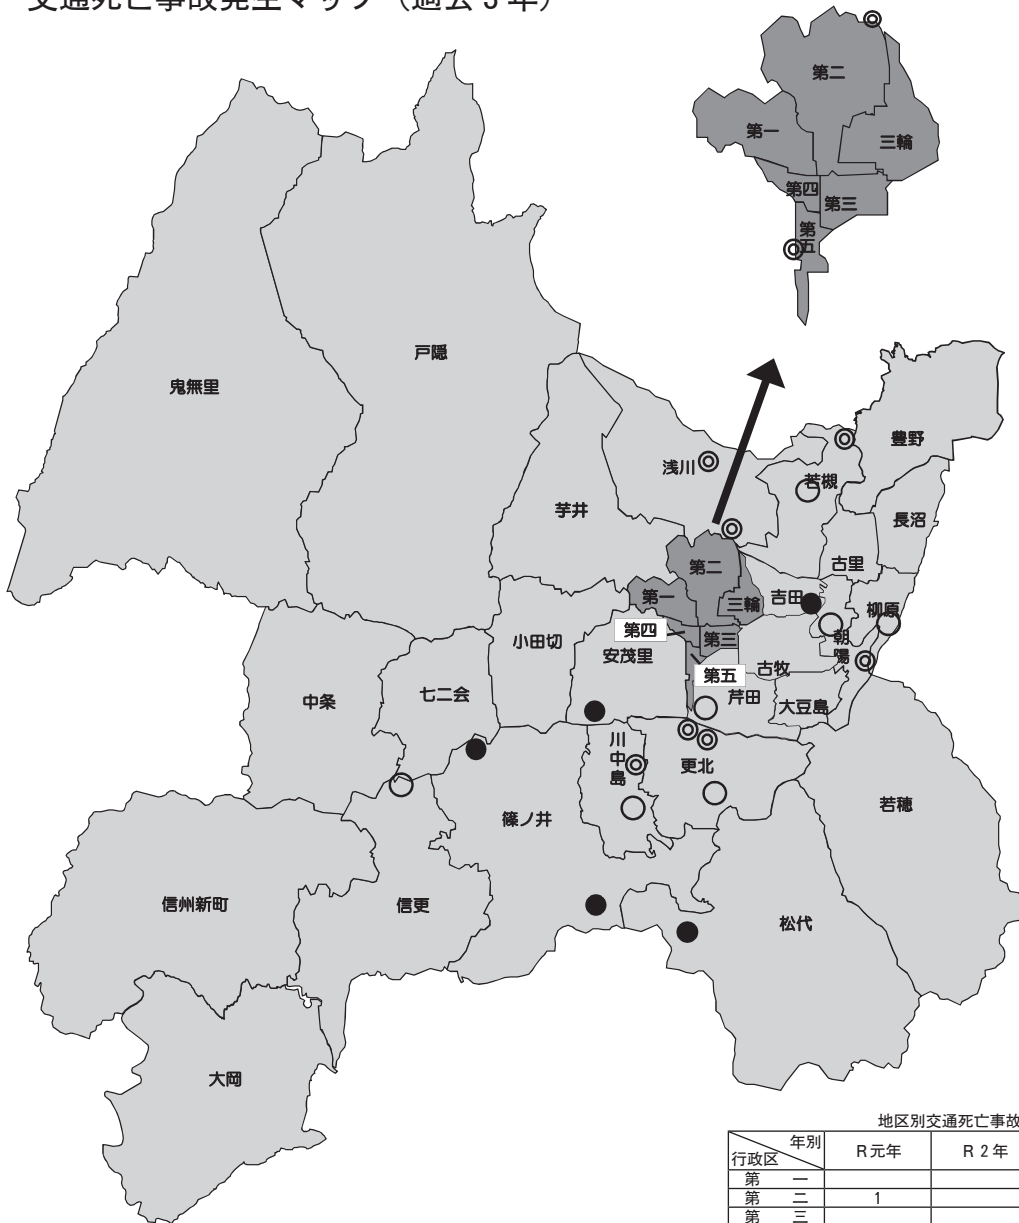 交通死亡事故発生マップ（過去３年）
第二
第一
三輪
第四
第三
第五
戸隠
鬼無里
豊野
浅川
若槻
芋井
長沼
古里
第二
第一
三輪
吉田
柳原
第四
第三
朝陽
小田切
安茂里
古牧
第五
七二会
芹田
大豆島
中条
川中島
更北
若穂
篠ノ井
信州新町
信更
松代
大岡
地区別交通死亡事故
年別
行政区
R元年
R２年
第一
第二 1
第三